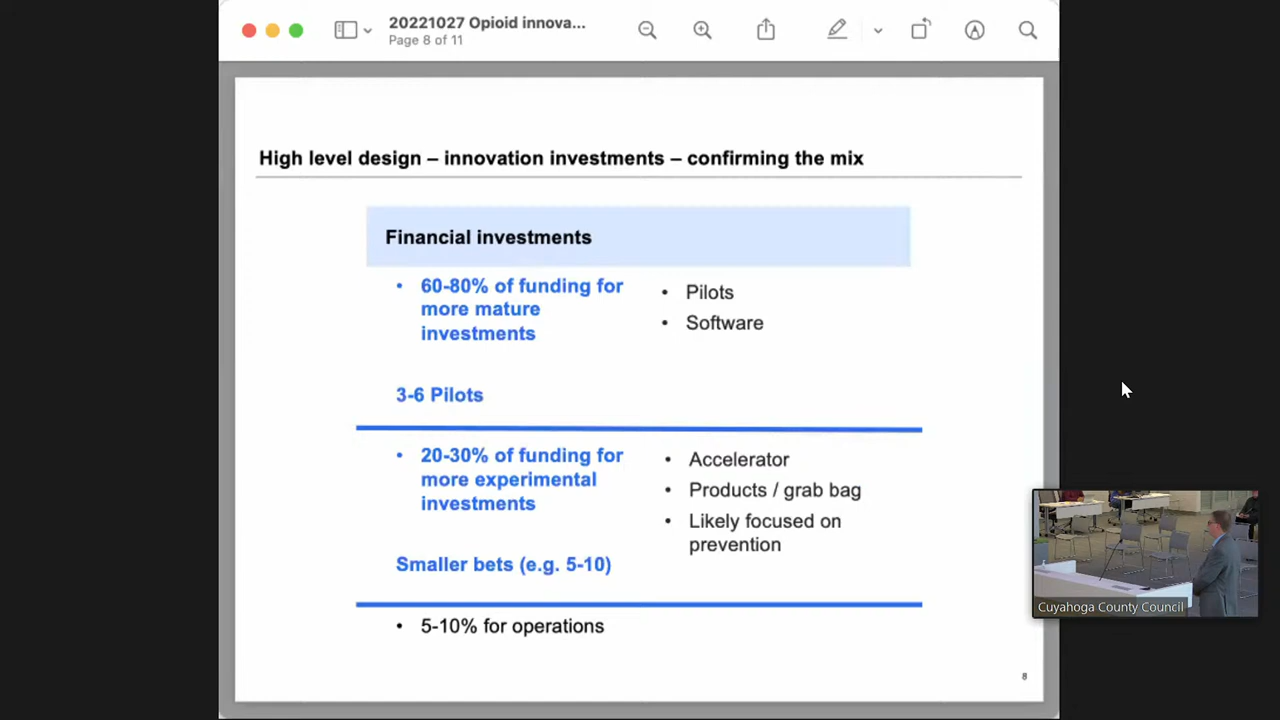 20221027 Opioid innova...
Page 8 of 11
High level design – innovation investments – confirming the mix
Financial investments
• 60-80% of funding for
more mature
investments
• Pilots
• Software
3-6 Pilots
• 20-30% of funding for
more experimental
investments
• Accelerator
• Products / grab bag
• Likely focused on
prevention
Smaller bets (e.g. 5-10)
• 5-10% for operations
8
Cuyahoga County Council